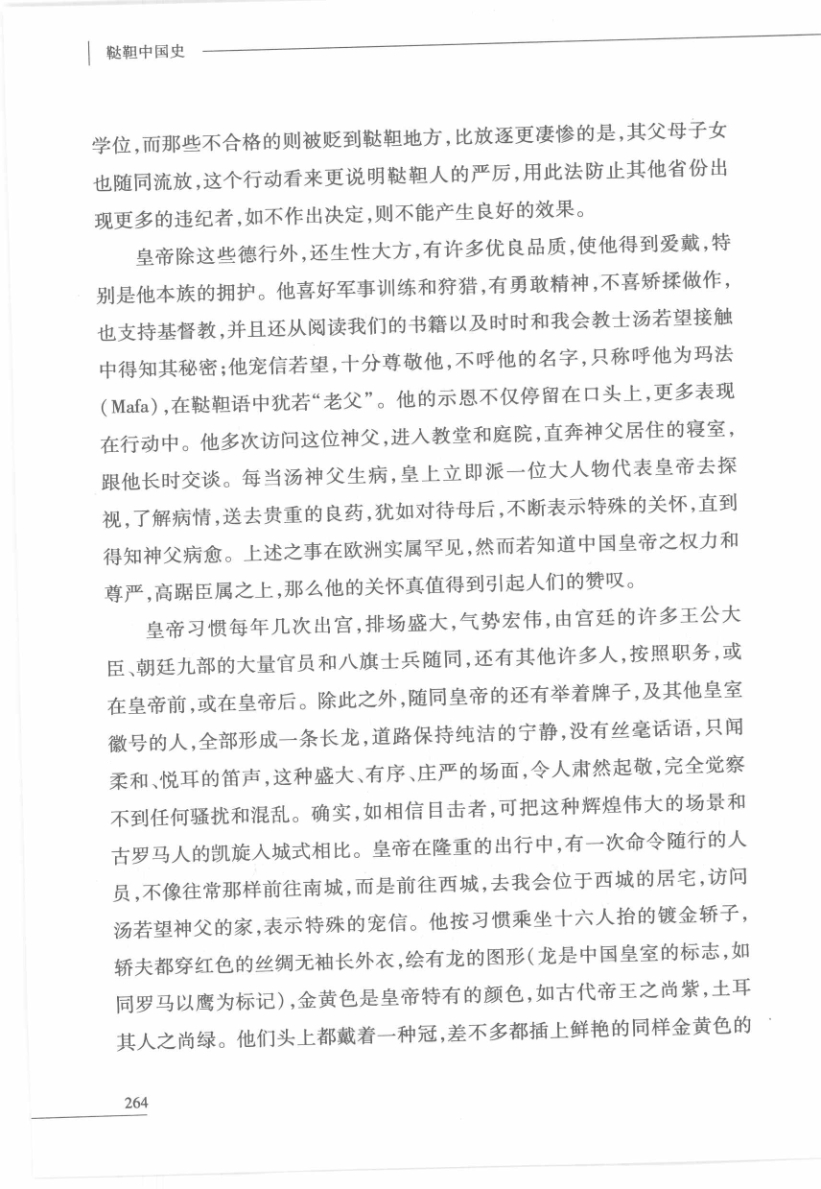 鞑靼中国史
学位,而那些不合格的则被贬到鞑靼地方,比放逐更凄惨的是,其父母子女
也随同流放,这个行动看来更说明鞑靼人的严厉,用此法防止其他省份出
现更多的违纪者,如不作出决定,则不能产生良好的效果。
皇帝除这些德行外,还生性大方,有许多优良品质,使他得到爱戴,特
别是他本族的拥护。他喜好军事训练和狩猎,有勇敢精神,不喜矫揉做作,
也支持基督教,并且还从阅读我们的书籍以及时时和我会教士汤若望接触
中得知其秘密;他宠信若望,十分尊敬他,不呼他的名字,只称呼他为玛法
(Mafa),在鞑靼语中犹若“老父”。他的示恩不仅停留在口头上,更多表现
在行动中。他多次访问这位神父,进入教堂和庭院,直奔神父居住的寝室,
跟他长时交谈。每当汤神父生病,皇上立即派一位大人物代表皇帝去探
视,了解病情,送去贵重的良药,犹如对待母后,不断表示特殊的关怀,直到
得知神父病愈。上述之事在欧洲实属罕见,然而若知道中国皇帝之权力和
尊严,高踞臣属之上,那么他的关怀真值得到引起人们的赞叹。
皇帝习惯每年几次出宫,排场盛大,气势宏伟,由宫廷的许多王公大
臣、朝廷九部的大量官员和八旗士兵随同,还有其他许多人,按照职务,或
在皇帝前,或在皇帝后。除此之外,随同皇帝的还有举着牌子,及其他皇室
徽号的人,全部形成一条长龙,道路保持纯洁的宁静,没有丝毫话语,只闻
柔和、悦耳的笛声,这种盛大、有序、庄严的场面,令人肃然起敬,完全觉察
不到任何骚扰和混乱。确实,如相信目击者,可把这种辉煌伟大的场景和
古罗马人的凯旋入城式相比。皇帝在隆重的出行中,有一次命令随行的人
员,不像往常那样前往南城,而是前往西城,去我会位于西城的居宅,访问
汤若望神父的家,表示特殊的宠信。他按习惯乘坐十六人抬的镀金轿子,
轿夫都穿红色的丝绸无袖长外衣,绘有龙的图形(龙是中国皇室的标志,如
同罗马以鹰为标记),金黄色是皇帝特有的颜色,如古代帝王之尚紫,土耳
其人之尚绿。他们头上都戴着一种冠,差不多都插上鲜艳的同样金黄色的
264